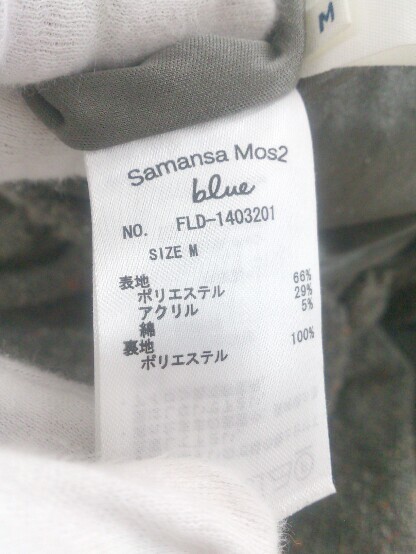 M
Samansa Mos2
blue
NO. FLD-1403201
SIZE M
表地
ポリエステル 66%
アクリル 29%
綿 5%
裏地
ポリエステル 100%